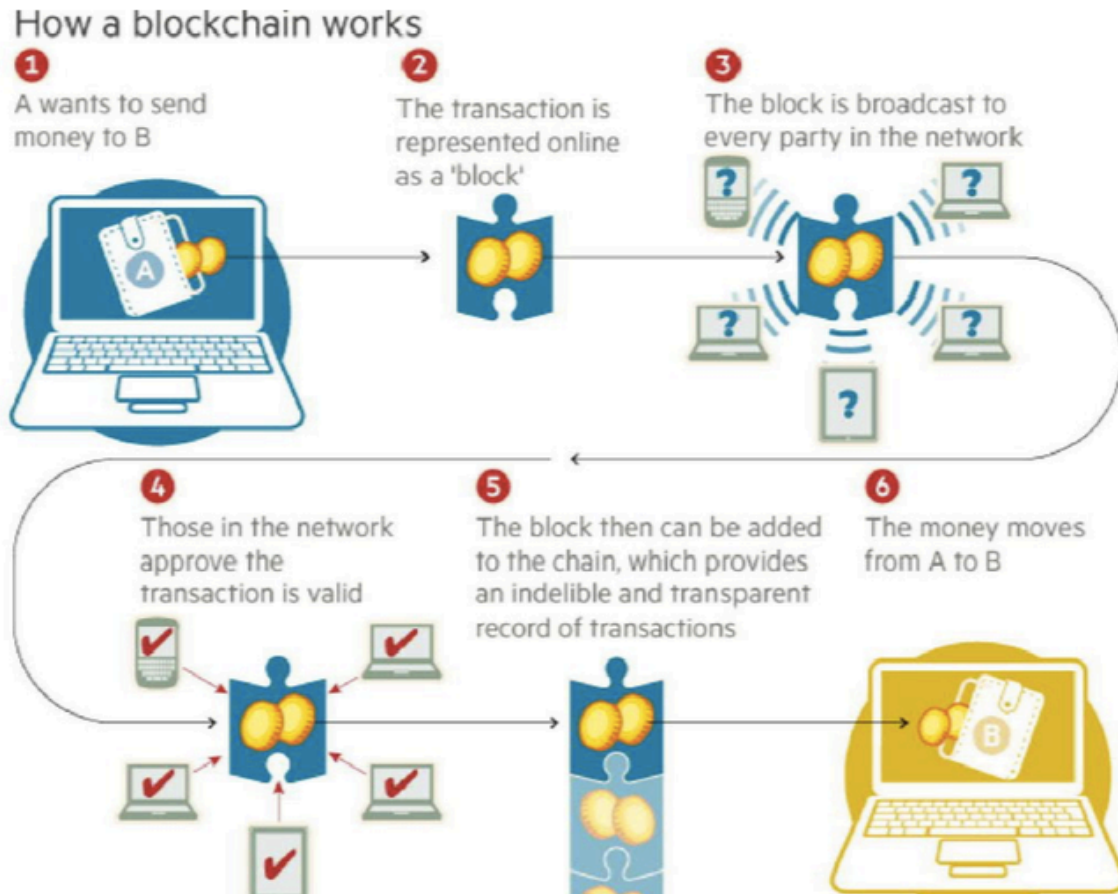 How a blockchain works
1
A wants to send
money to B
2
The transaction is
represented online
as a 'block'
3
The block is broadcast to
every party in the network
A
?
?
?
?
?
4
Those in the network
approve the
transaction is valid
5
The block then can be added
to the chain, which provides
an indelible and transparent
record of transactions
6
The money moves
from A to B
B